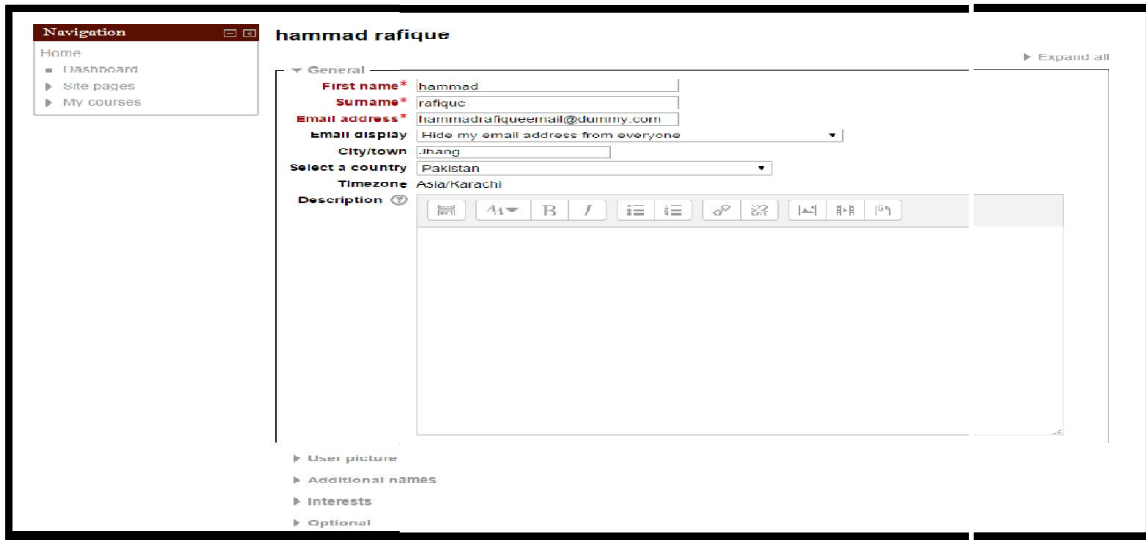 Navigation
Home
Dashboard
Site pages
My courses
hammad rafique
Expand all
General
First name* hammad
Surname* rafique
Email address* hammadrafiqueemail@dummy.com
Email display Hide my email address from everyone
City/town Jhang
Select a country Pakistan
Timezone Asia/Karachi
Description
User picture
Additional names
Interests
Optional